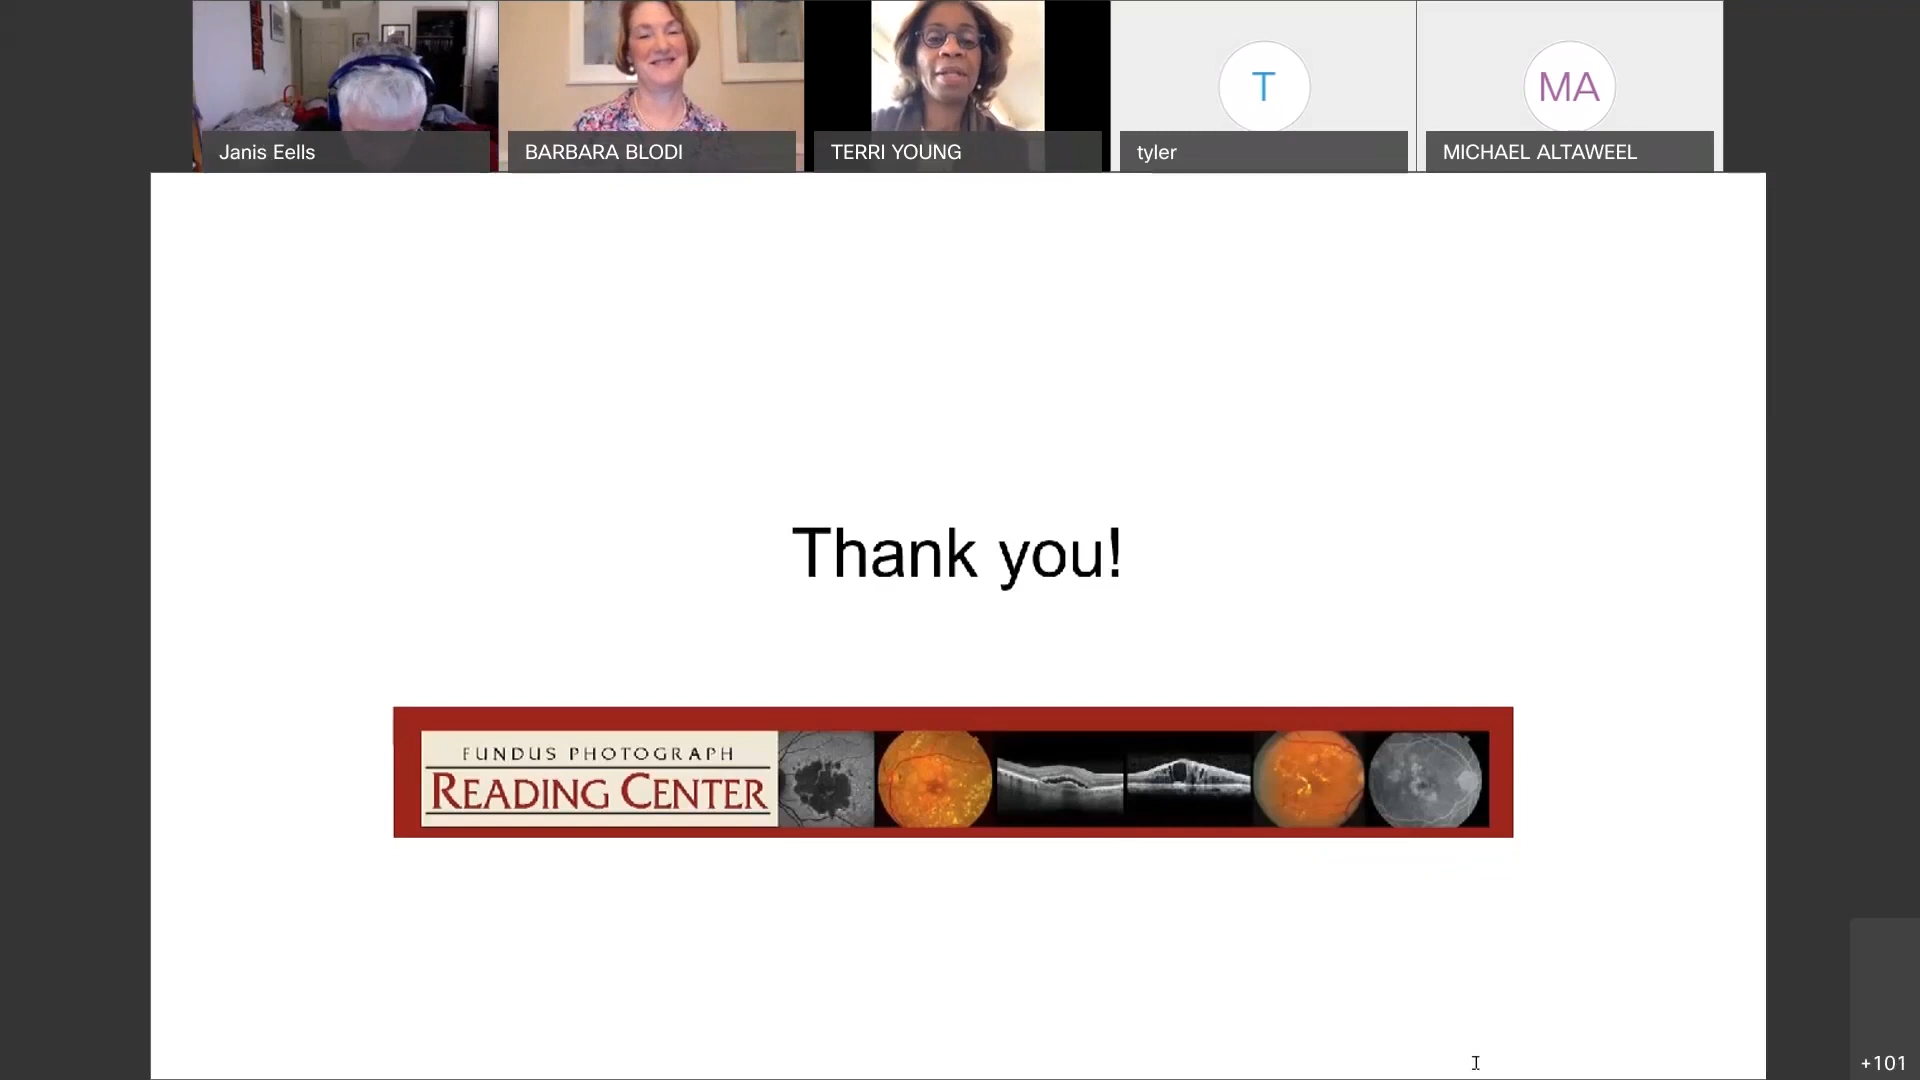 Janis Eells
BARBARA BLODI
TERRI YOUNG
T
tyler
MA
MICHAEL ALTAWEEL
Thank you!
FUNDUS PHOTOGRAPH
READING CENTER
+101